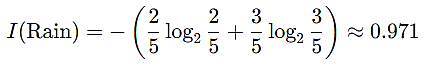 I(Rain) = −(2/5 log₂ 2/5 + 3/5 log₂ 3/5) ≈ 0.971